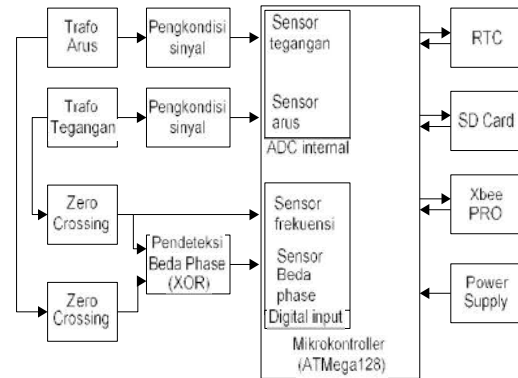 Trafo
Arus
Pengkondisi
sinyal
Sensor
tegangan
RTC
Trafo
Tegangan
Pengkondisi
sinyal
Sensor
arus
ADC internal
SD Card
Zero
Crossing
Sensor
frekuensi
Xbee
PRO
Pendeteksi
Beda Phase
(XOR)
Sensor
Beda
phase
Digital input
Zero
Crossing
Power
Supply
Mikrokontroller
(ATMega128)